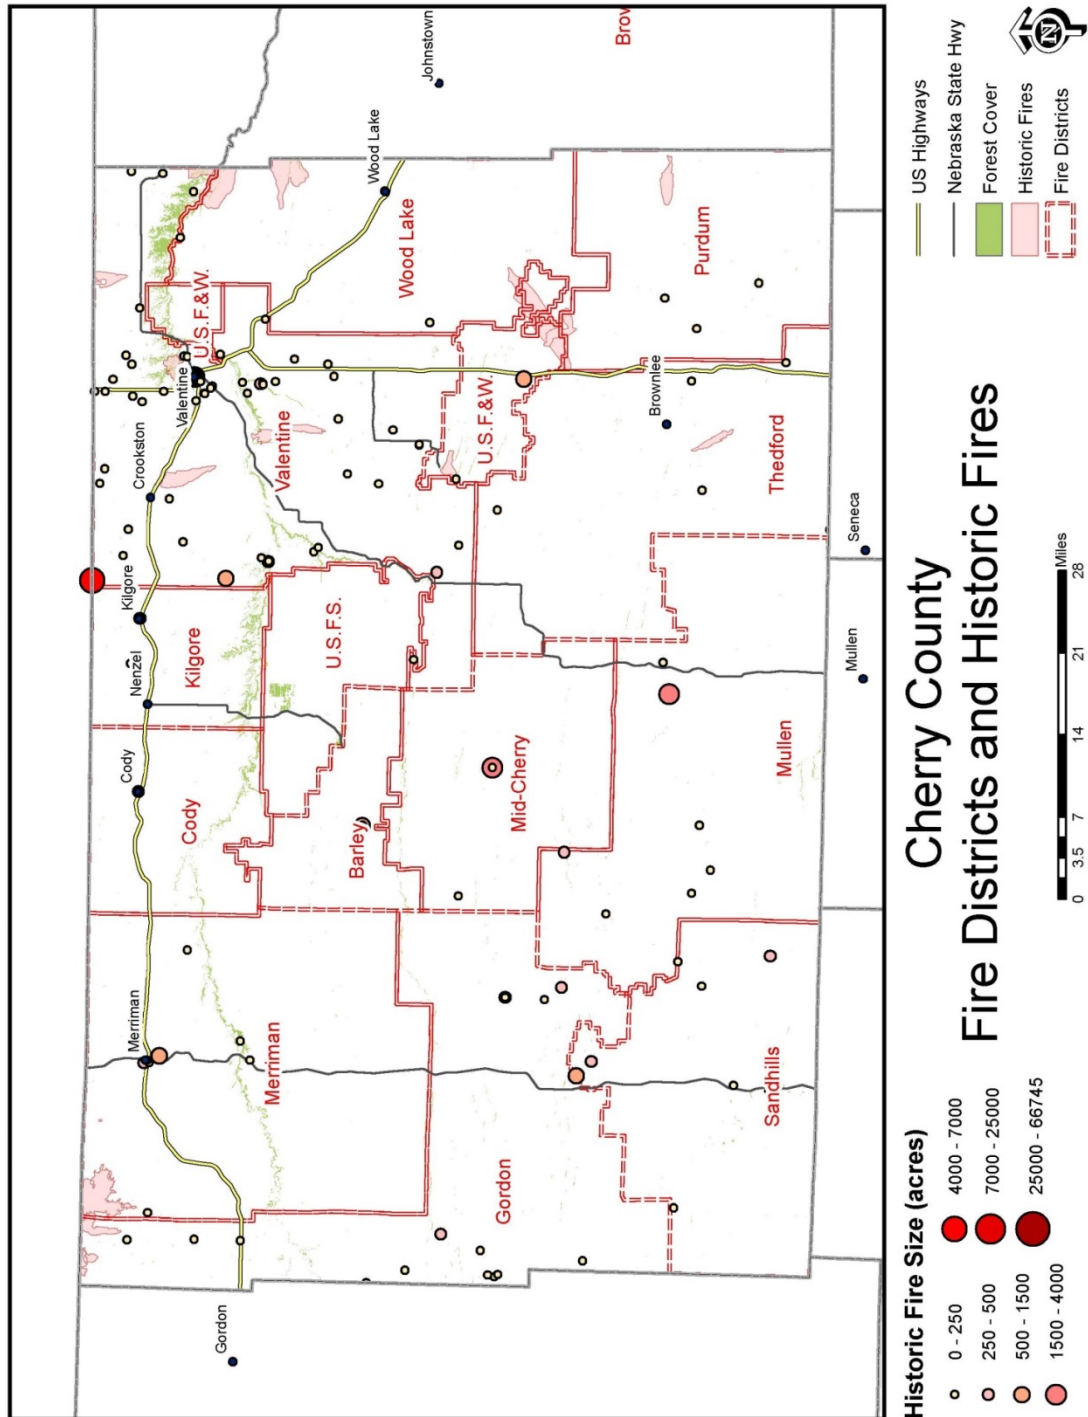 Johnstown
Brow
Wood Lake
Wood Lake
Purdum
U.S.F.&W.
Valentine
Valentine
U.S.F.&W.
Brownlee
Crookston
Thedford
Seneca
Kilgore
Kilgore
U.S.F.S.
Nenzel
Mullen
Cody
Cody
Barley
Mid-Cherry
Mullen
Merriman
Merriman
Gordon
Sandhills
Gordon
Cherry County
Fire Districts and Historic Fires
0 3.5 7 14 21 28
Miles
Historic Fire Size (acres)
0 - 250
250 - 500
500 - 1500
1500 - 4000
4000 - 7000
7000 - 25000
25000 - 66745
US Highways
Nebraska State Hwy
Forest Cover
Historic Fires
Fire Districts
N